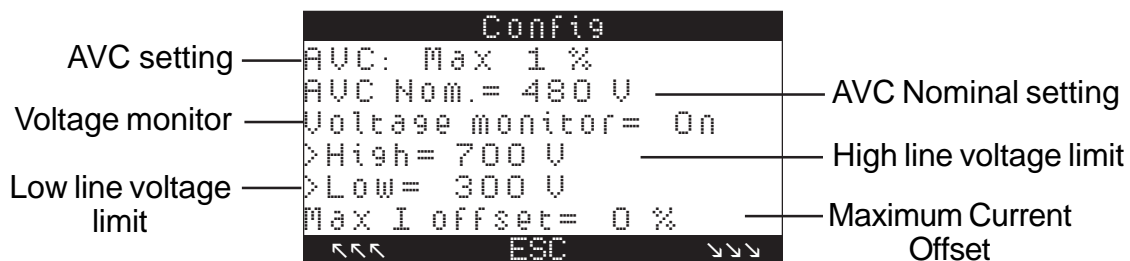 Config
AVC setting
AVC: Max 1 %
AVC Nom.= 480 V
AVC Nominal setting
Voltage monitor
Voltage monitor= On
>High= 700 V
High line voltage limit
Low line voltage
limit
>Low= 300 V
Max I offset= 0 %
Maximum Current
Offset
↖↖↖ ESC ↘↘↘